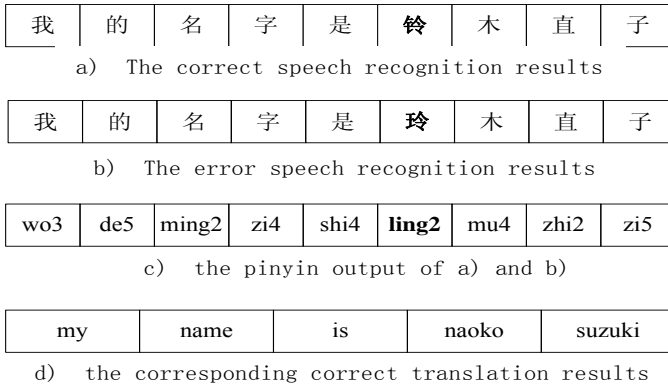 我 的 名 字 是 铃 木 直 子
a) The correct speech recognition results
我 的 名 字 是 玲 木 直 子
b) The error speech recognition results
wo3 de5 ming2 zi4 shi4 ling2 mu4 zhi2 zi5
c) the pinyin output of a) and b)
my name is naoko suzuki
d) the corresponding correct translation results